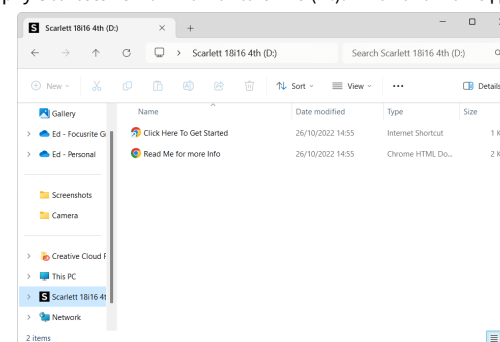 Scarlett 18i16 4th (D:)
Scarlett 18i16 4th (D:)
Search Scarlett 18i16 4th (D:)
New
Sort
View
Details
Name
Date modified
Type
Size
Gallery
Click Here To Get Started
26/10/2022 14:55
Internet Shortcut
1 K
Ed - Focusrite G
Read Me for more Info
26/10/2022 14:55
Chrome HTML Do...
2 K
Ed - Personal
Screenshots
Camera
Creative Cloud F
This PC
Scarlett 18i16 4t
Network
2 items